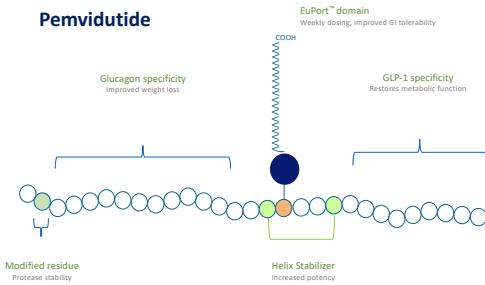 Pemvidutide
EuPort™ domain
Weekly dosing, improved GI tolerability
COOH
Glucagon specificity
Improved weight loss
GLP-1 specificity
Restores metabolic function
Modified residue
Protease stability
Helix Stabilizer
Increased potency